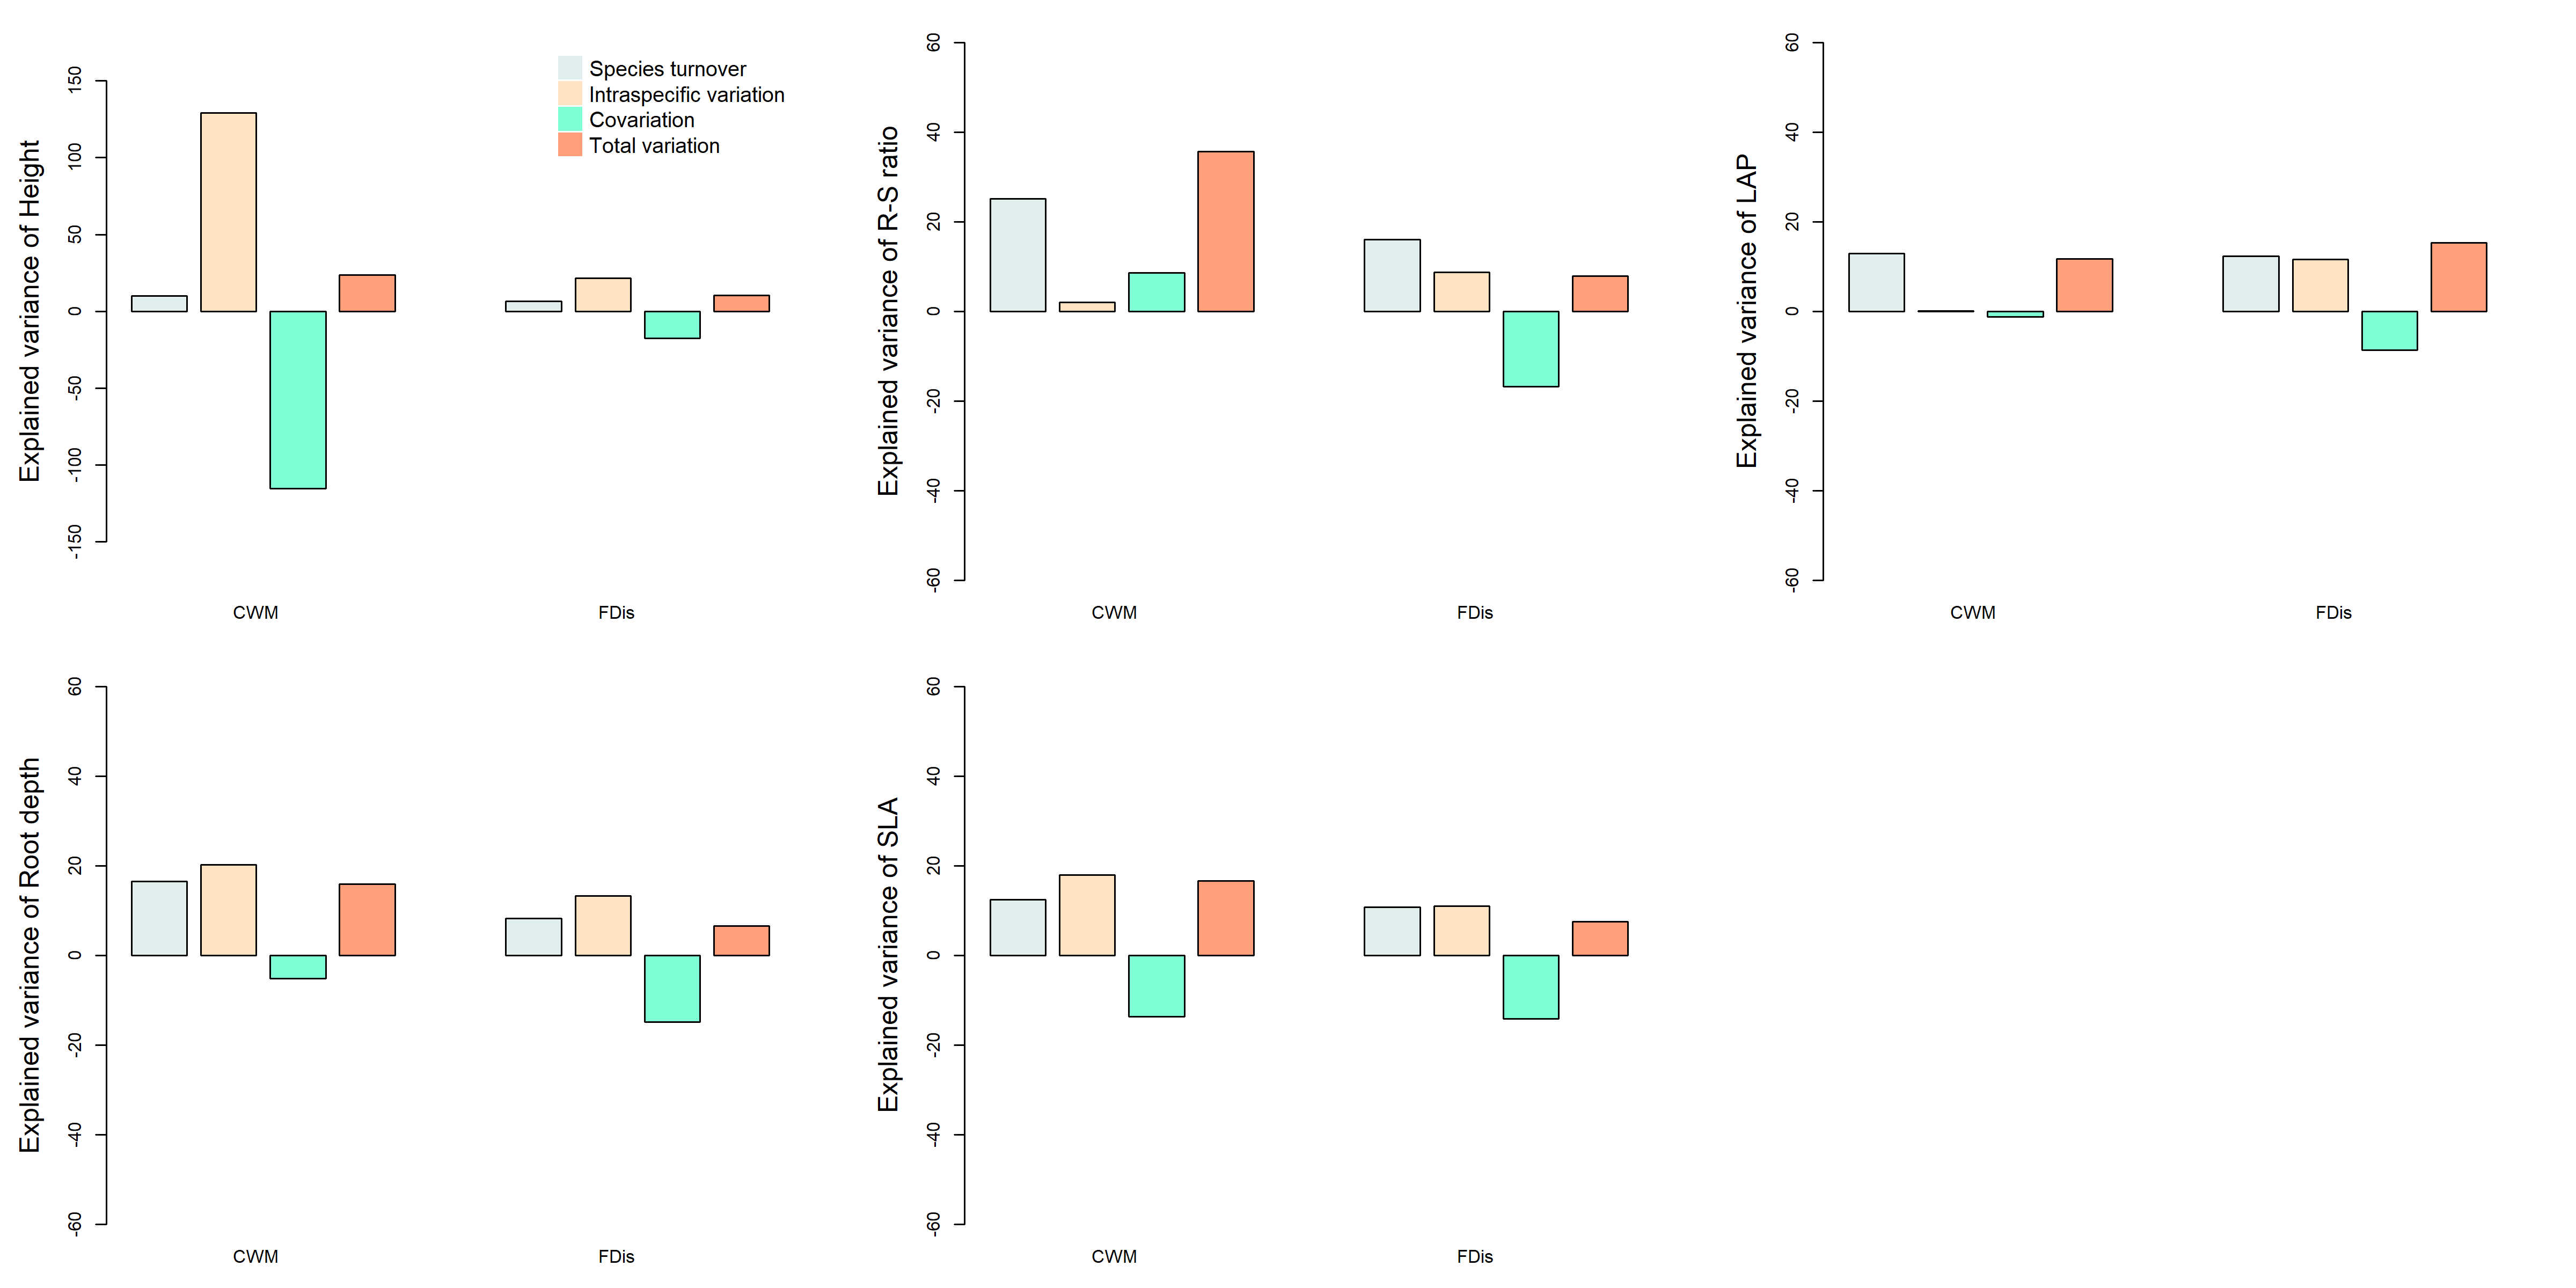 Explained variance of Height
150
100
50
0
-50
-100
-150
Species turnover
Intraspecific variation
Covariation
Total variation
CWM
FDis
Explained variance of R-S ratio
60
40
20
0
-20
-40
-60
CWM
FDis
Explained variance of LAP
60
40
20
0
-20
-40
-60
CWM
FDis
Explained variance of Root depth
60
40
20
0
-20
-40
-60
CWM
FDis
Explained variance of SLA
60
40
20
0
-20
-40
-60
CWM
FDis